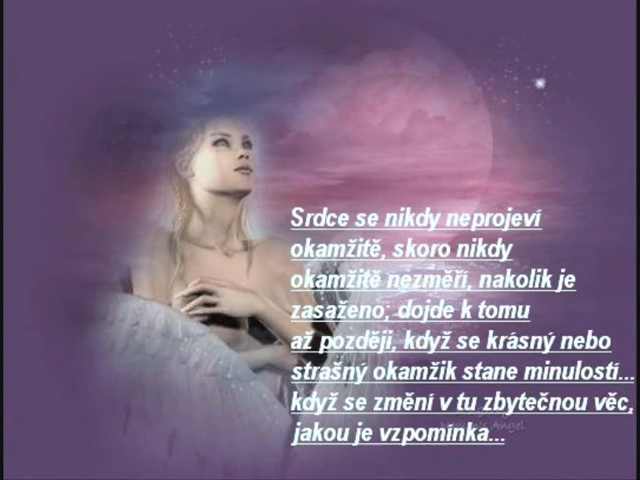 Srdce se nikdy neprojeví
okamžitě, skoro nikdy
okamžitě nezměří, nakolik je
zasaženo; dojde k tomu
až později, když se krásný nebo
strašný okamžik stane minulostí...
když se změní v tu zbytečnou věc,
jakou je vzpomínka...
Angel